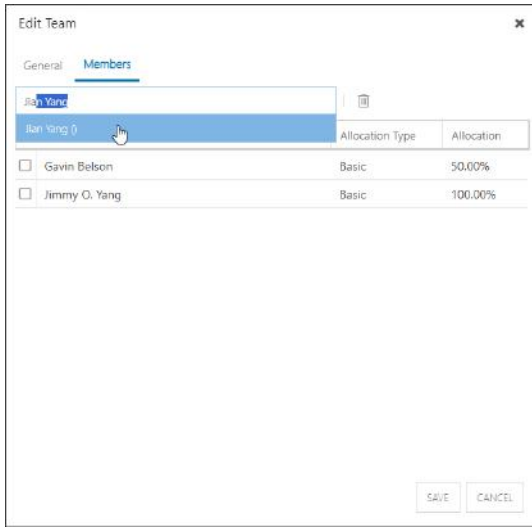 Edit Team
General Members
Jian Yang
Jian Yang ()
Allocation Type Allocation
Gavin Belson Basic 50.00%
Jimmy O. Yang Basic 100.00%
SAVE CANCEL